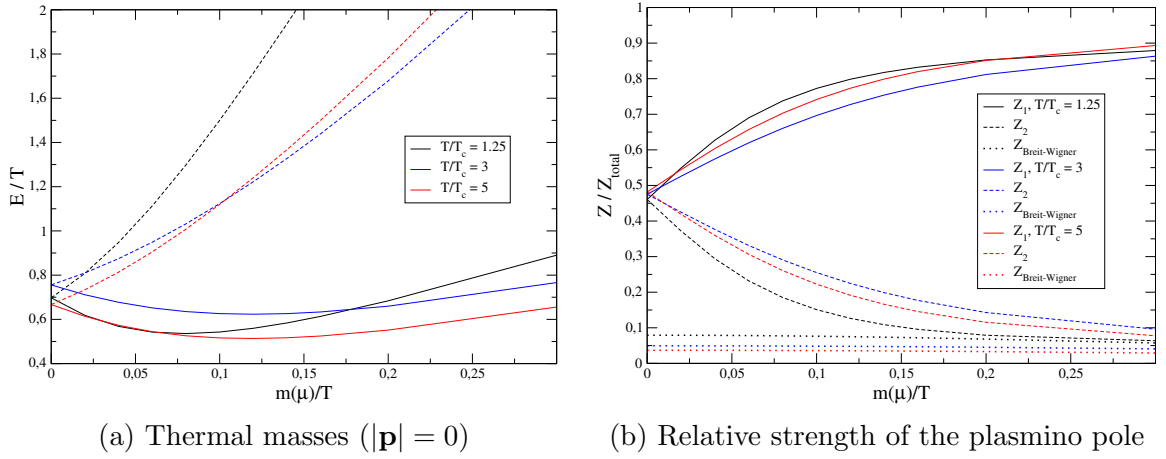 2
1,8
1,6
1,4
1,2
1
0,8
0,6
0,4
E / T
0
0,05
0,1
0,15
0,2
0,25
m(μ)/T
T/T_c = 1.25
T/T_c = 3
T/T_c = 5
(a) Thermal masses (|p| = 0)
1
0,9
0,8
0,7
0,6
0,5
0,4
0,3
0,2
0,1
0
Z / Z_total
0
0,05
0,1
0,15
0,2
0,25
m(μ)/T
Z_1, T/T_c = 1.25
Z_2
Z_Breit-Wigner
Z_1, T/T_c = 3
Z_2
Z_Breit-Wigner
Z_1, T/T_c = 5
Z_2
Z_Breit-Wigner
(b) Relative strength of the plasmino pole